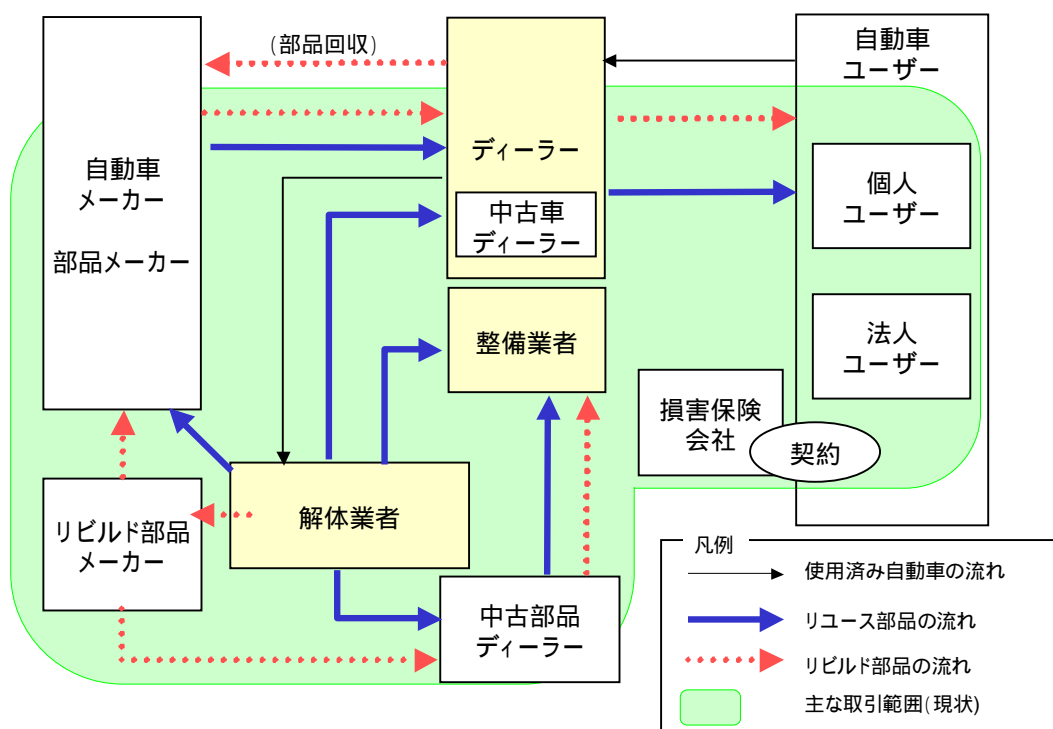 (部品回収)
自動車
ユーザー
自動車
メーカー
部品メーカー
ディーラー
中古車
ディーラー
個人
ユーザー
整備業者
法人
ユーザー
損害保険
会社
契約
解体業者
リビルド部品
メーカー
中古部品
ディーラー
凡例
使用済み自動車の流れ
リユース部品の流れ
リビルド部品の流れ
主な取引範囲(現状)